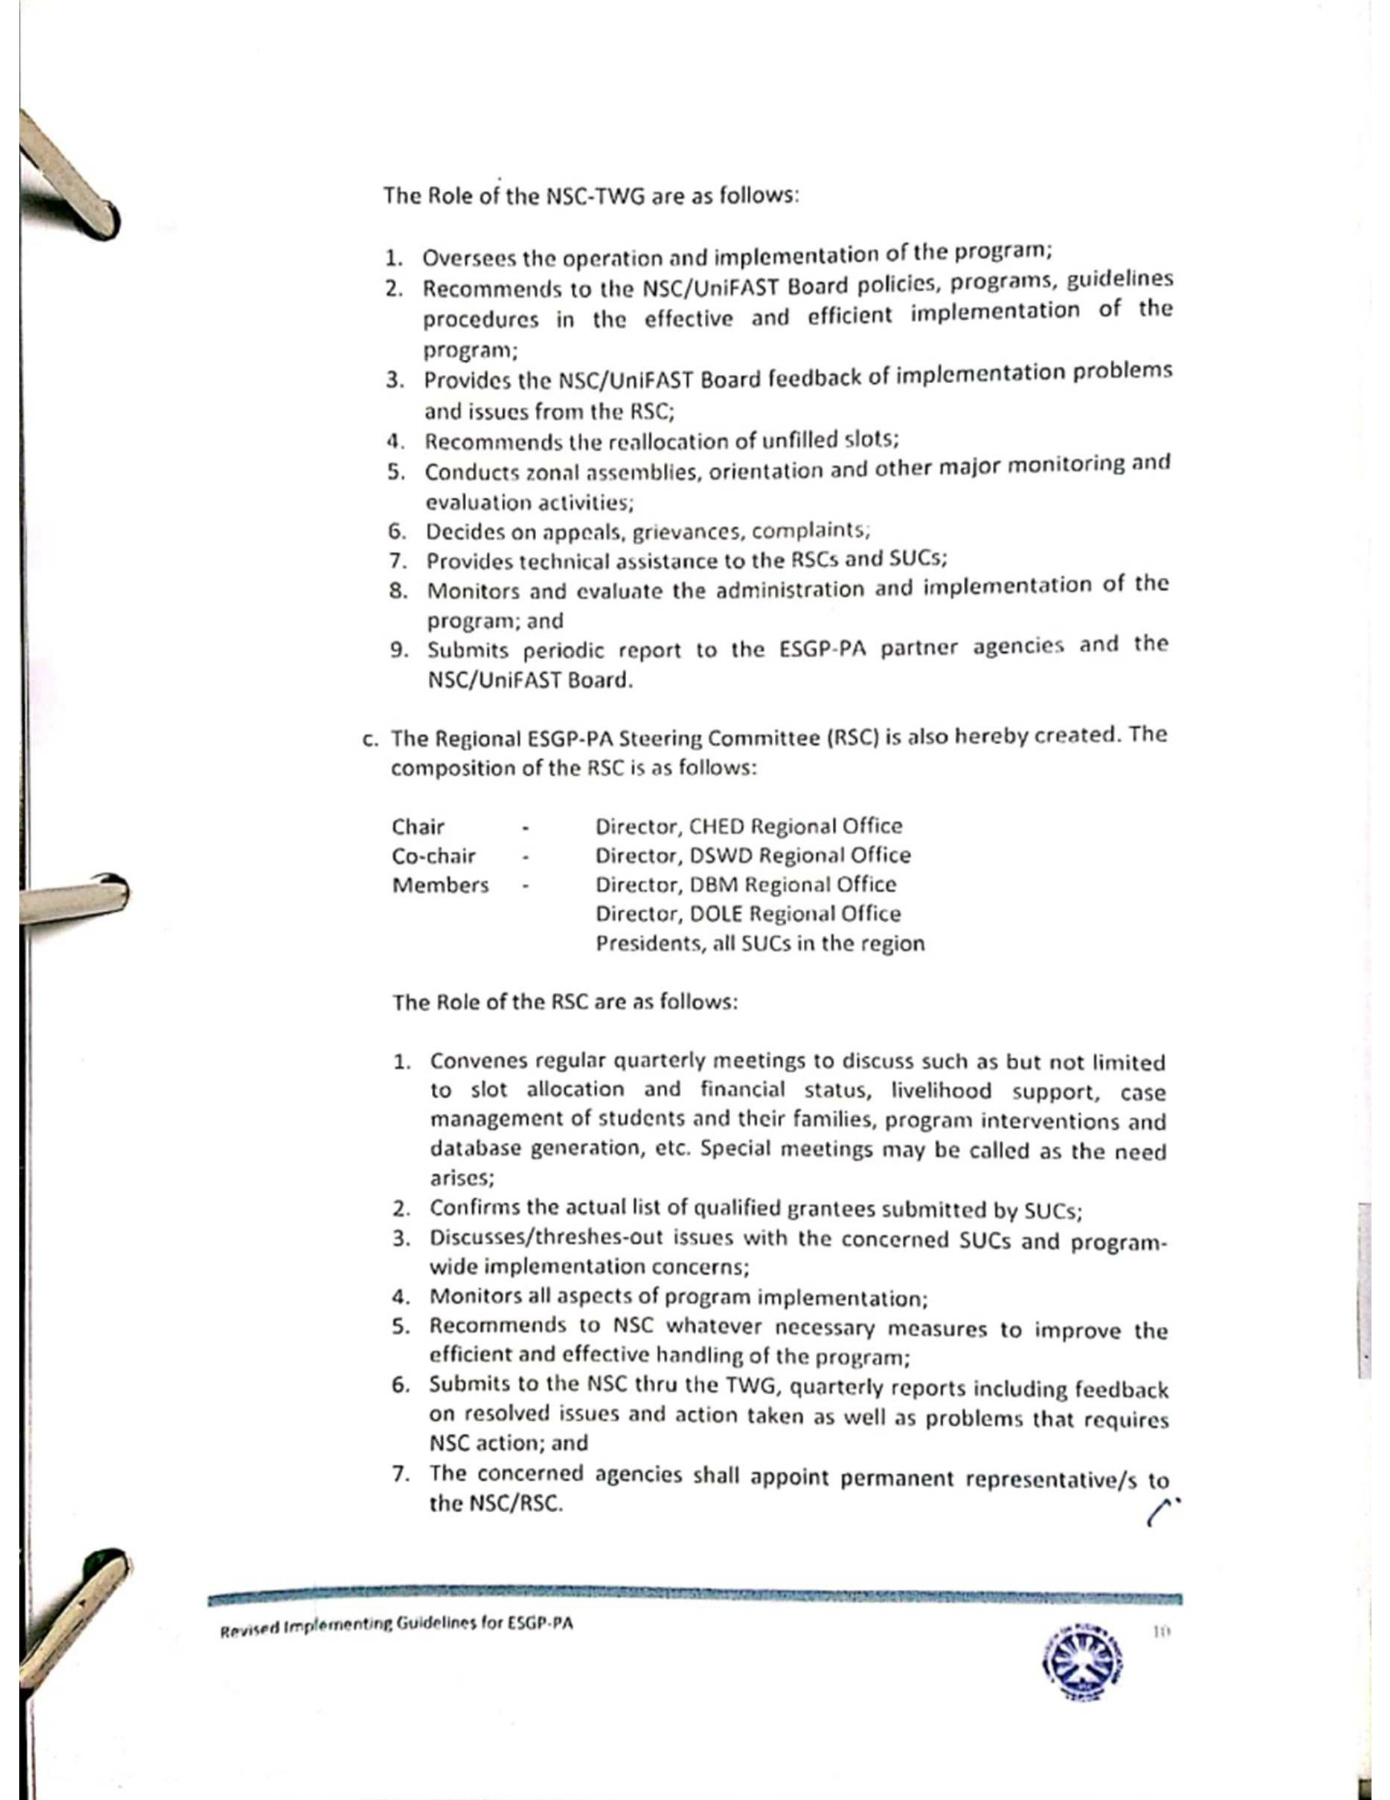 The Role of the NSC-TWG are as follows:
1. Oversees the operation and implementation of the program;
2. Recommends to the NSC/UniFAST Board policies, programs, guidelines
procedures in the effective and efficient implementation of the
program;
3. Provides the NSC/UniFAST Board feedback of implementation problems
and issues from the RSC;
4. Recommends the reallocation of unfilled slots;
5. Conducts zonal assemblies, orientation and other major monitoring and
evaluation activities;
6. Decides on appeals, grievances, complaints;
7. Provides technical assistance to the RSCs and SUCs;
8. Monitors and evaluate the administration and implementation of the
program; and
9. Submits periodic report to the ESGP-PA partner agencies and the
NSC/UniFAST Board.
c. The Regional ESGP-PA Steering Committee (RSC) is also hereby created. The
composition of the RSC is as follows:
Chair - Director, CHED Regional Office
Co-chair - Director, DSWD Regional Office
Members - Director, DBM Regional Office
Director, DOLE Regional Office
Presidents, all SUCs in the region
The Role of the RSC are as follows:
1. Convenes regular quarterly meetings to discuss such as but not limited
to slot allocation and financial status, livelihood support, case
management of students and their families, program interventions and
database generation, etc. Special meetings may be called as the need
arises;
2. Confirms the actual list of qualified grantees submitted by SUCs;
3. Discusses/threshes-out issues with the concerned SUCs and program-
wide implementation concerns;
4. Monitors all aspects of program implementation;
5. Recommends to NSC whatever necessary measures to improve the
efficient and effective handling of the program;
6. Submits to the NSC thru the TWG, quarterly reports including feedback
on resolved issues and action taken as well as problems that requires
NSC action; and
7. The concerned agencies shall appoint permanent representative/s to
the NSC/RSC.
Revised Implementing Guidelines for ESGP-PA
10